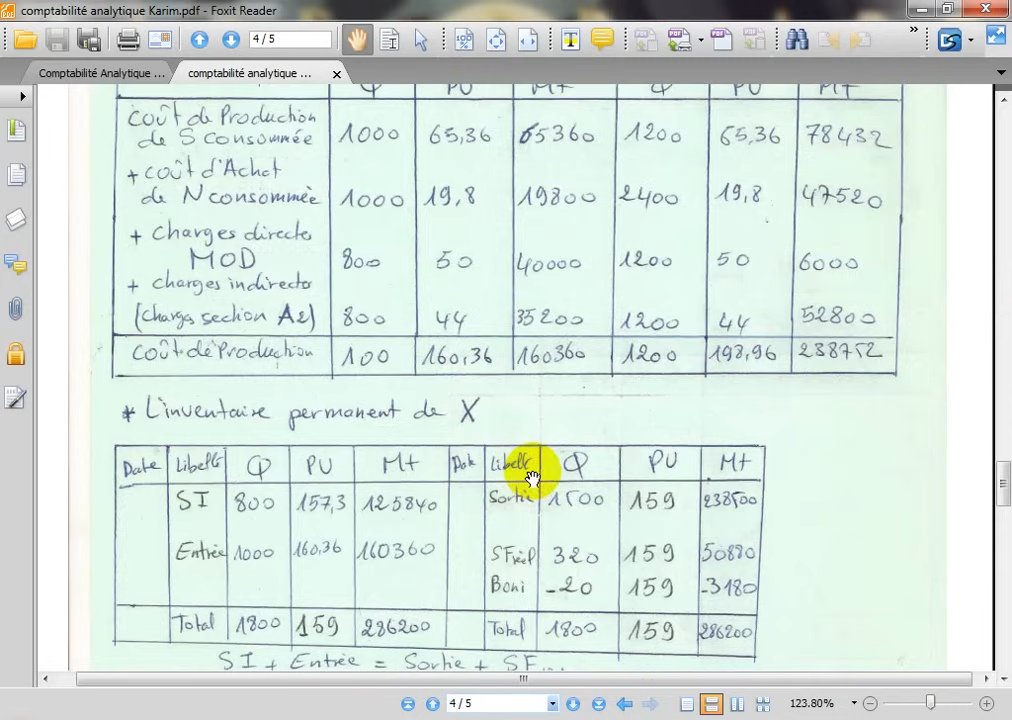 comptabilité analytique Karim.pdf - Foxit Reader
4 / 5
Comptabilité Analytique ... comptabilité analytique ...
Q PU Mt Q PU Mt
coût de Production
de S consommée 1000 65,36 65360 1200 65,36 78432
+ coût d'Achat
de N consommée 1000 19,8 19800 2400 19,8 47520
+ charges directe
MOD 800 50 40000 1200 50 6000
+ charges indirecte
(charges section A2) 800 44 35200 1200 44 52800
coût de Production 100 160,36 160360 1200 198,96 238752
* L'inventaire permanent de X
Date Libellé Q PU Mt Date Libellé Q PU Mt
SI 800 157,3 125840 Sortie 1500 159 238500
Entrée 1000 160,36 160360 SF réel 320 159 50880
Boni -20 159 -3180
Total 1800 159 286200 Total 1800 159 286200
SI + Entrée = Sortie + SF...
4 / 5 123.80%